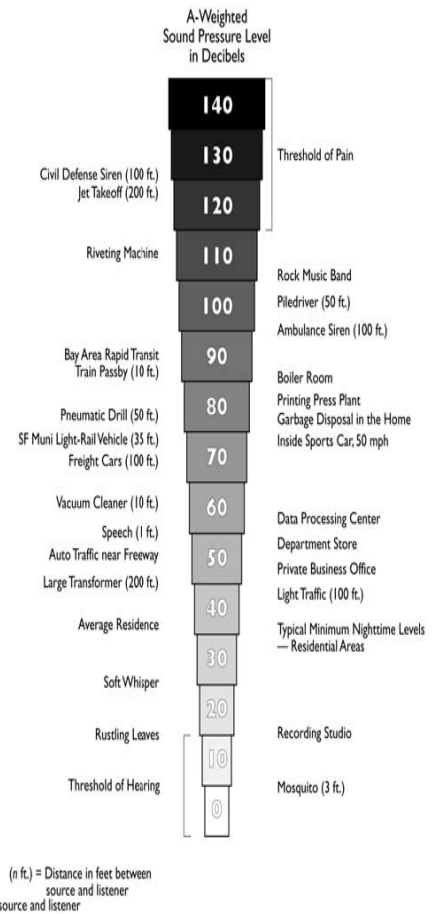 A-Weighted
Sound Pressure Level
in Decibels
140
130
Threshold of Pain
Civil Defense Siren (100 ft.)
Jet Takeoff (200 ft.)
120
Riveting Machine
110
Rock Music Band
100
Piledriver (50 ft.)
Ambulance Siren (100 ft.)
Bay Area Rapid Transit
Train Passby (10 ft.)
90
Boiler Room
Printing Press Plant
80
Pneumatic Drill (50 ft.)
Garbage Disposal in the Home
SF Muni Light-Rail Vehicle (35 ft.)
Inside Sports Car, 50 mph
Freight Cars (100 ft.)
70
Vacuum Cleaner (10 ft.)
60
Data Processing Center
Speech (1 ft.)
Department Store
Auto Traffic near Freeway
50
Private Business Office
Large Transformer (200 ft.)
Light Traffic (100 ft.)
40
Average Residence
Typical Minimum Nighttime Levels
— Residential Areas
30
Soft Whisper
20
Rustling Leaves
Recording Studio
10
Threshold of Hearing
Mosquito (3 ft.)
0
(n ft.) = Distance in feet between
source and listener
source and listener